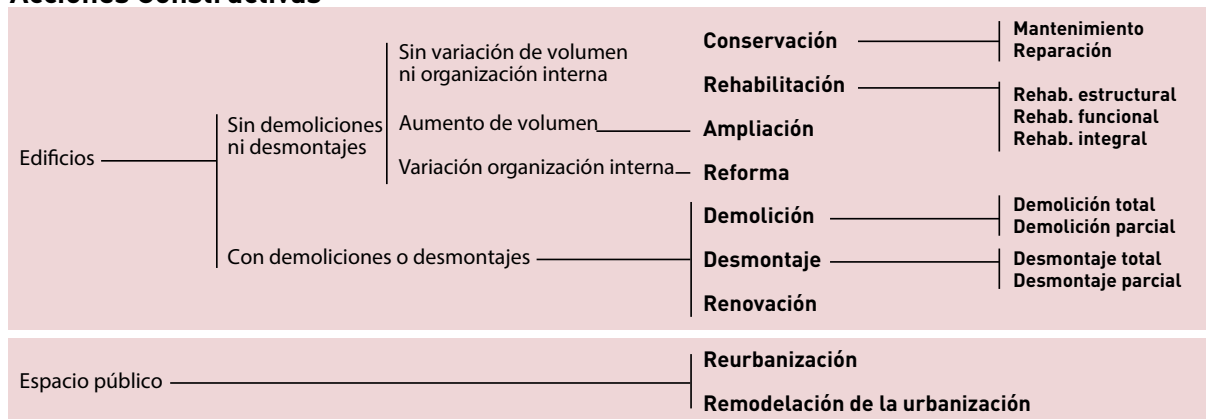 Acciones Constructivas
Edificios
Sin demoliciones
ni desmontajes
Sin variación de volumen
ni organización interna
Conservación
Mantenimiento
Reparación
Rehabilitación
Rehab. estructural
Rehab. funcional
Rehab. integral
Aumento de volumen
Ampliación
Variación organización interna
Reforma
Con demoliciones o desmontajes
Demolición
Demolición total
Demolición parcial
Desmontaje
Desmontaje total
Desmontaje parcial
Renovación
Espacio público
Reurbanización
Remodelación de la urbanización